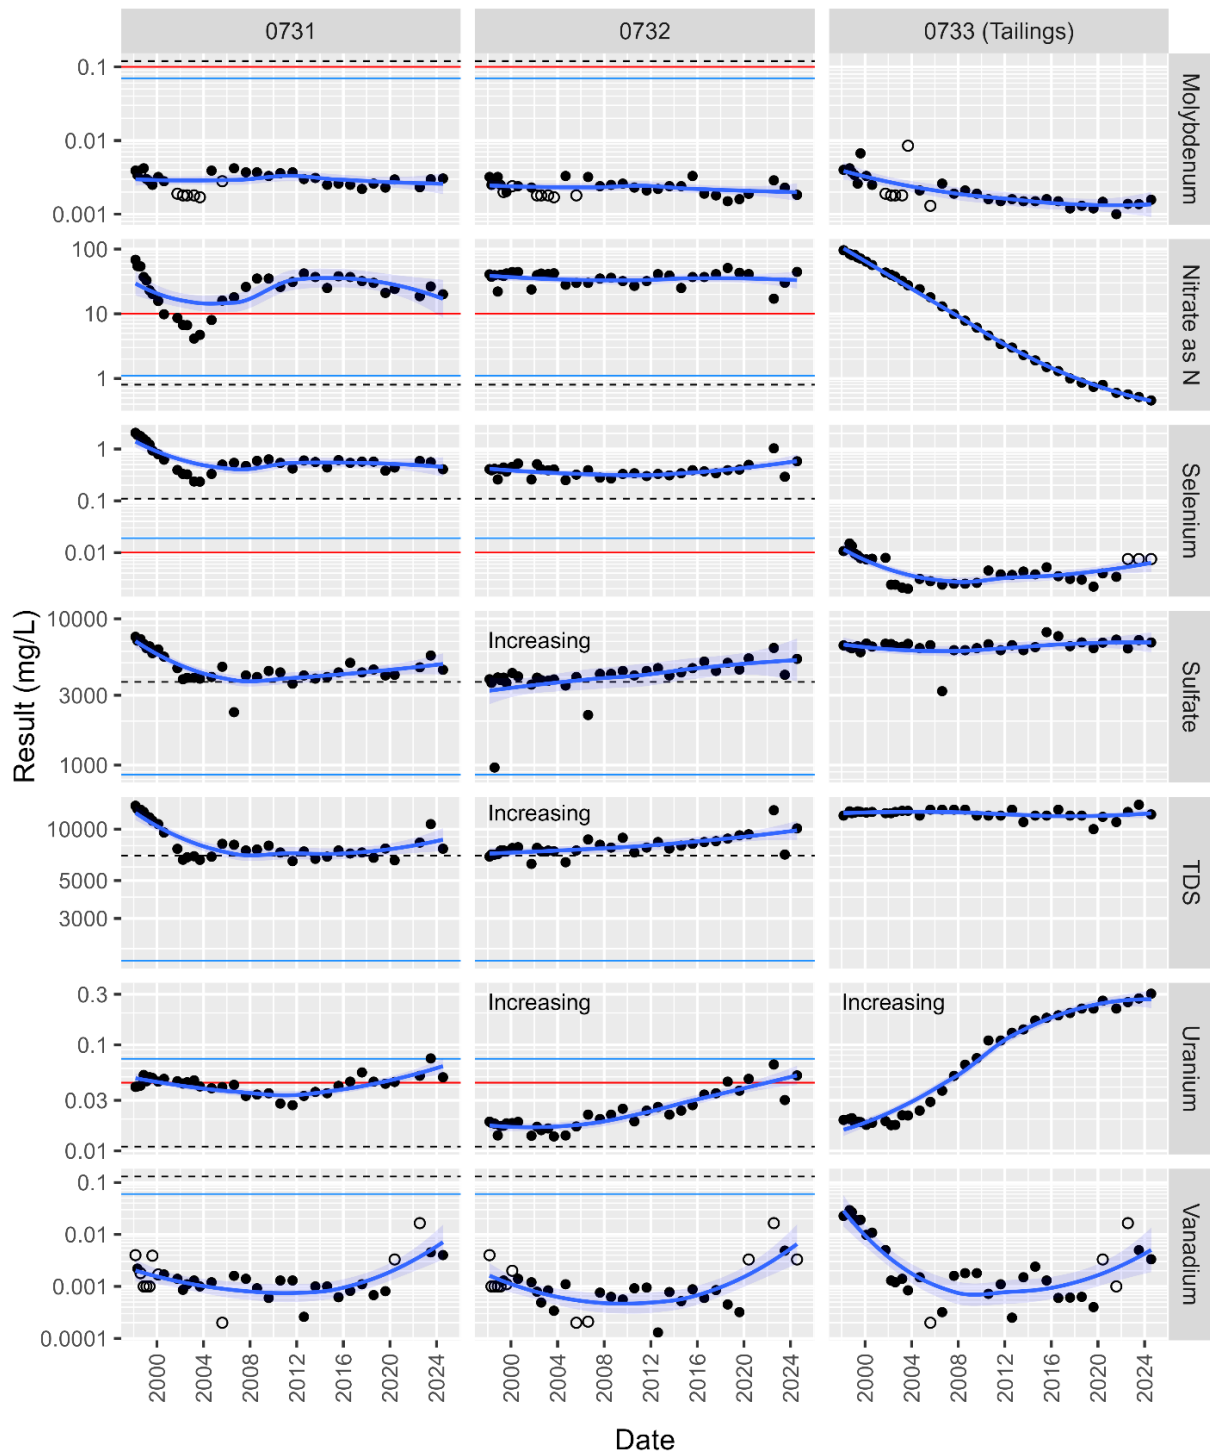 0731 0732 0733 (Tailings)
0.1
0.01
0.001
Molybdenum
100
10
1
Nitrate as N
1
0.1
0.01
Selenium
Result (mg/L)
10000
3000
1000
Increasing
Sulfate
10000
5000
3000
Increasing
TDS
0.3
0.1
0.03
0.01
Increasing Increasing
Uranium
0.1
0.01
0.001
0.0001
Vanadium
2000 2004 2008 2012 2016 2020 2024 2000 2004 2008 2012 2016 2020 2024 2000 2004 2008 2012 2016 2020 2024
Date